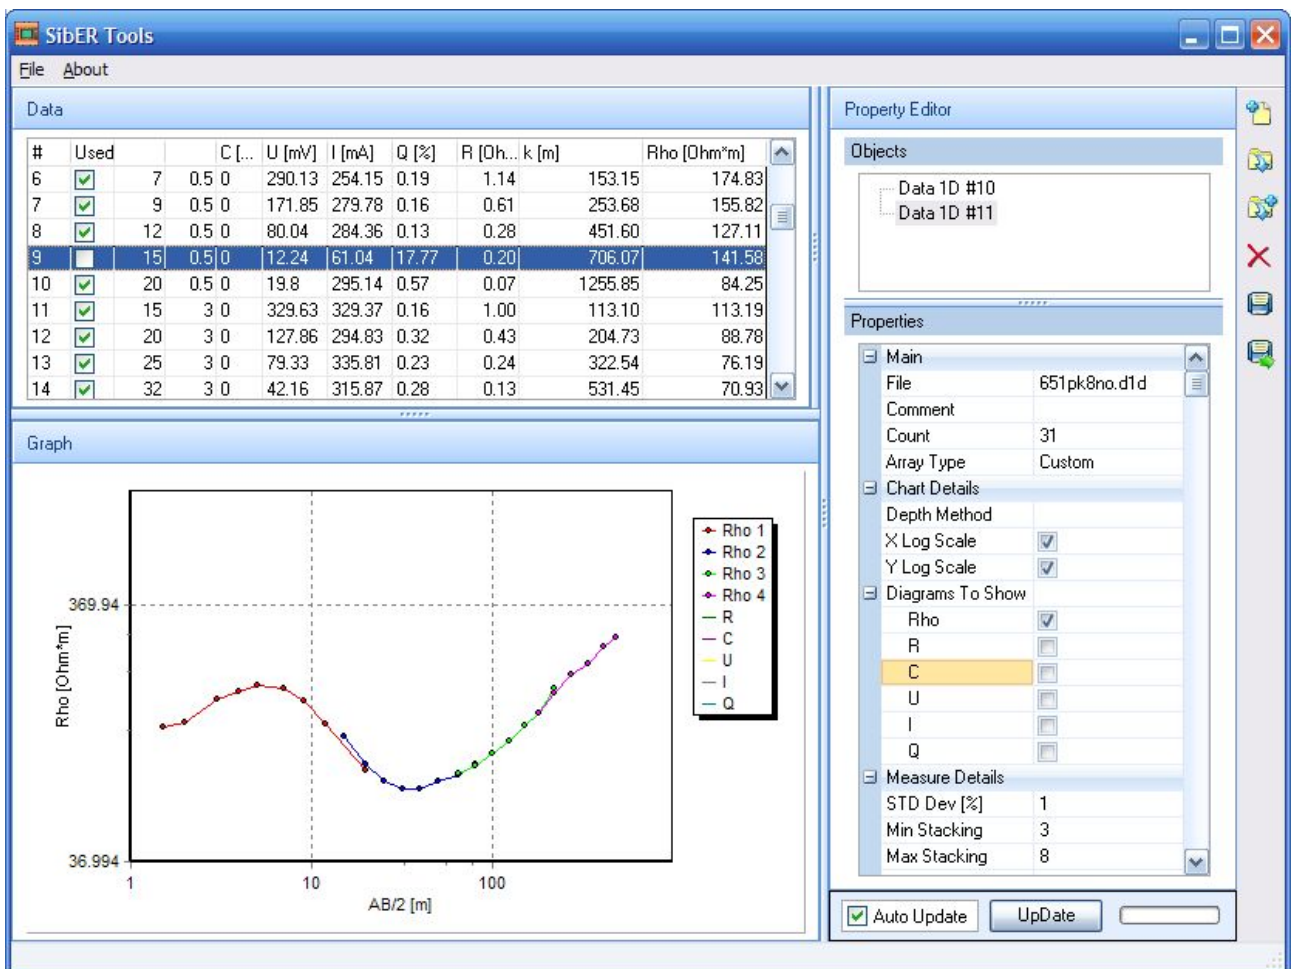 SibER Tools
File About
Data
# Used C [... U [mV] I [mA] Q [%] R [Oh... k [m] Rho [Ohm*m]
6 7 0.5 0 290.13 254.15 0.19 1.14 153.15 174.83
7 9 0.5 0 171.85 279.78 0.16 0.61 253.68 155.82
8 12 0.5 0 80.04 284.36 0.13 0.28 451.60 127.11
9 15 0.5 0 12.24 61.04 17.77 0.20 706.07 141.58
10 20 0.5 0 19.8 295.14 0.57 0.07 1255.85 84.25
11 15 3 0 329.63 329.37 0.16 1.00 113.10 113.19
12 20 3 0 127.86 294.83 0.32 0.43 204.73 88.78
13 25 3 0 79.33 335.81 0.23 0.24 322.54 76.19
14 32 3 0 42.16 315.87 0.28 0.13 531.45 70.93
Graph
369.94
36.994
Rho [Ohm*m]
1 10 100
AB/2 [m]
Rho 1
Rho 2
Rho 3
Rho 4
R
C
U
I
Q
Property Editor
Objects
Data 1D #10
Data 1D #11
Properties
Main
File 651pk8no.d1d
Comment
Count 31
Array Type Custom
Chart Details
Depth Method
X Log Scale
Y Log Scale
Diagrams To Show
Rho
R
C
U
I
Q
Measure Details
STD Dev [%] 1
Min Stacking 3
Max Stacking 8
Auto Update UpDate